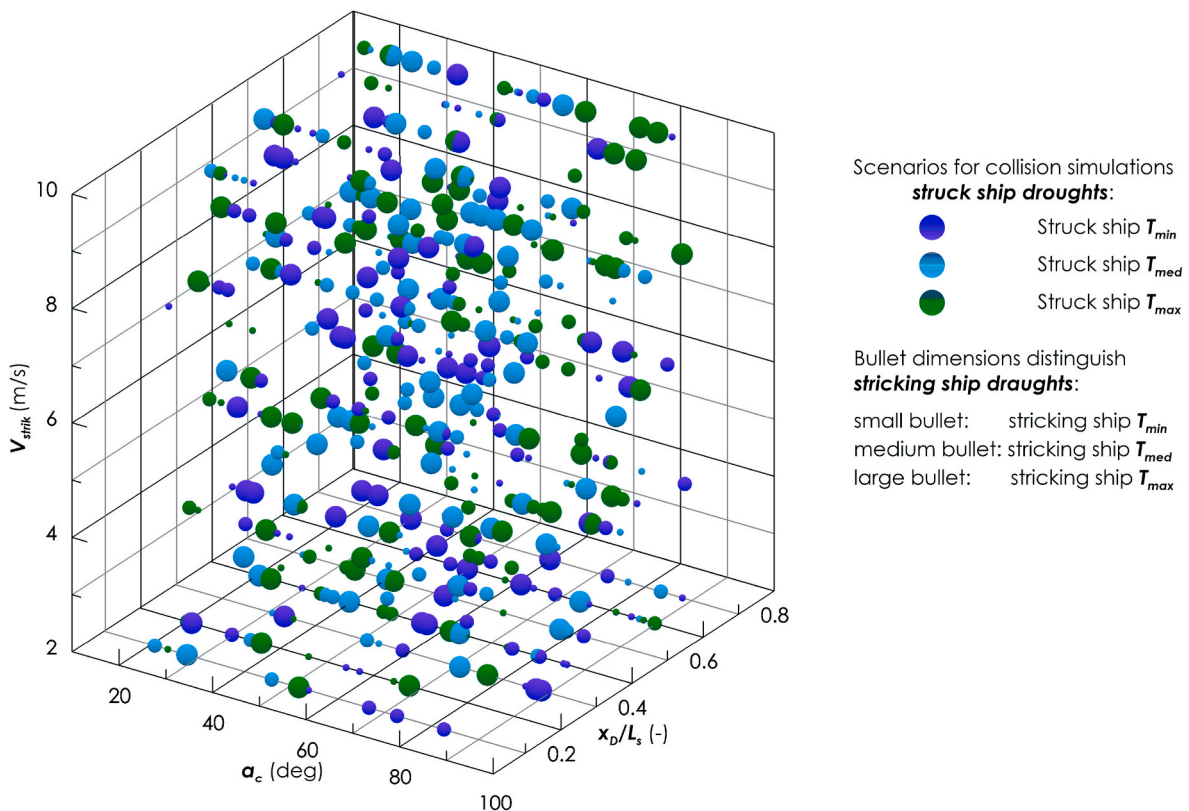 10
8
6
4
2
V_strik (m/s)
20
40
60
80
100
a_c (deg)
0.2
0.4
0.6
0.8
x_D/L_s (-)
Scenarios for collision simulations
struck ship droughts:
Struck ship T_min
Struck ship T_med
Struck ship T_max
Bullet dimensions distinguish
stricking ship draughts:
small bullet: stricking ship T_min
medium bullet: stricking ship T_med
large bullet: stricking ship T_max